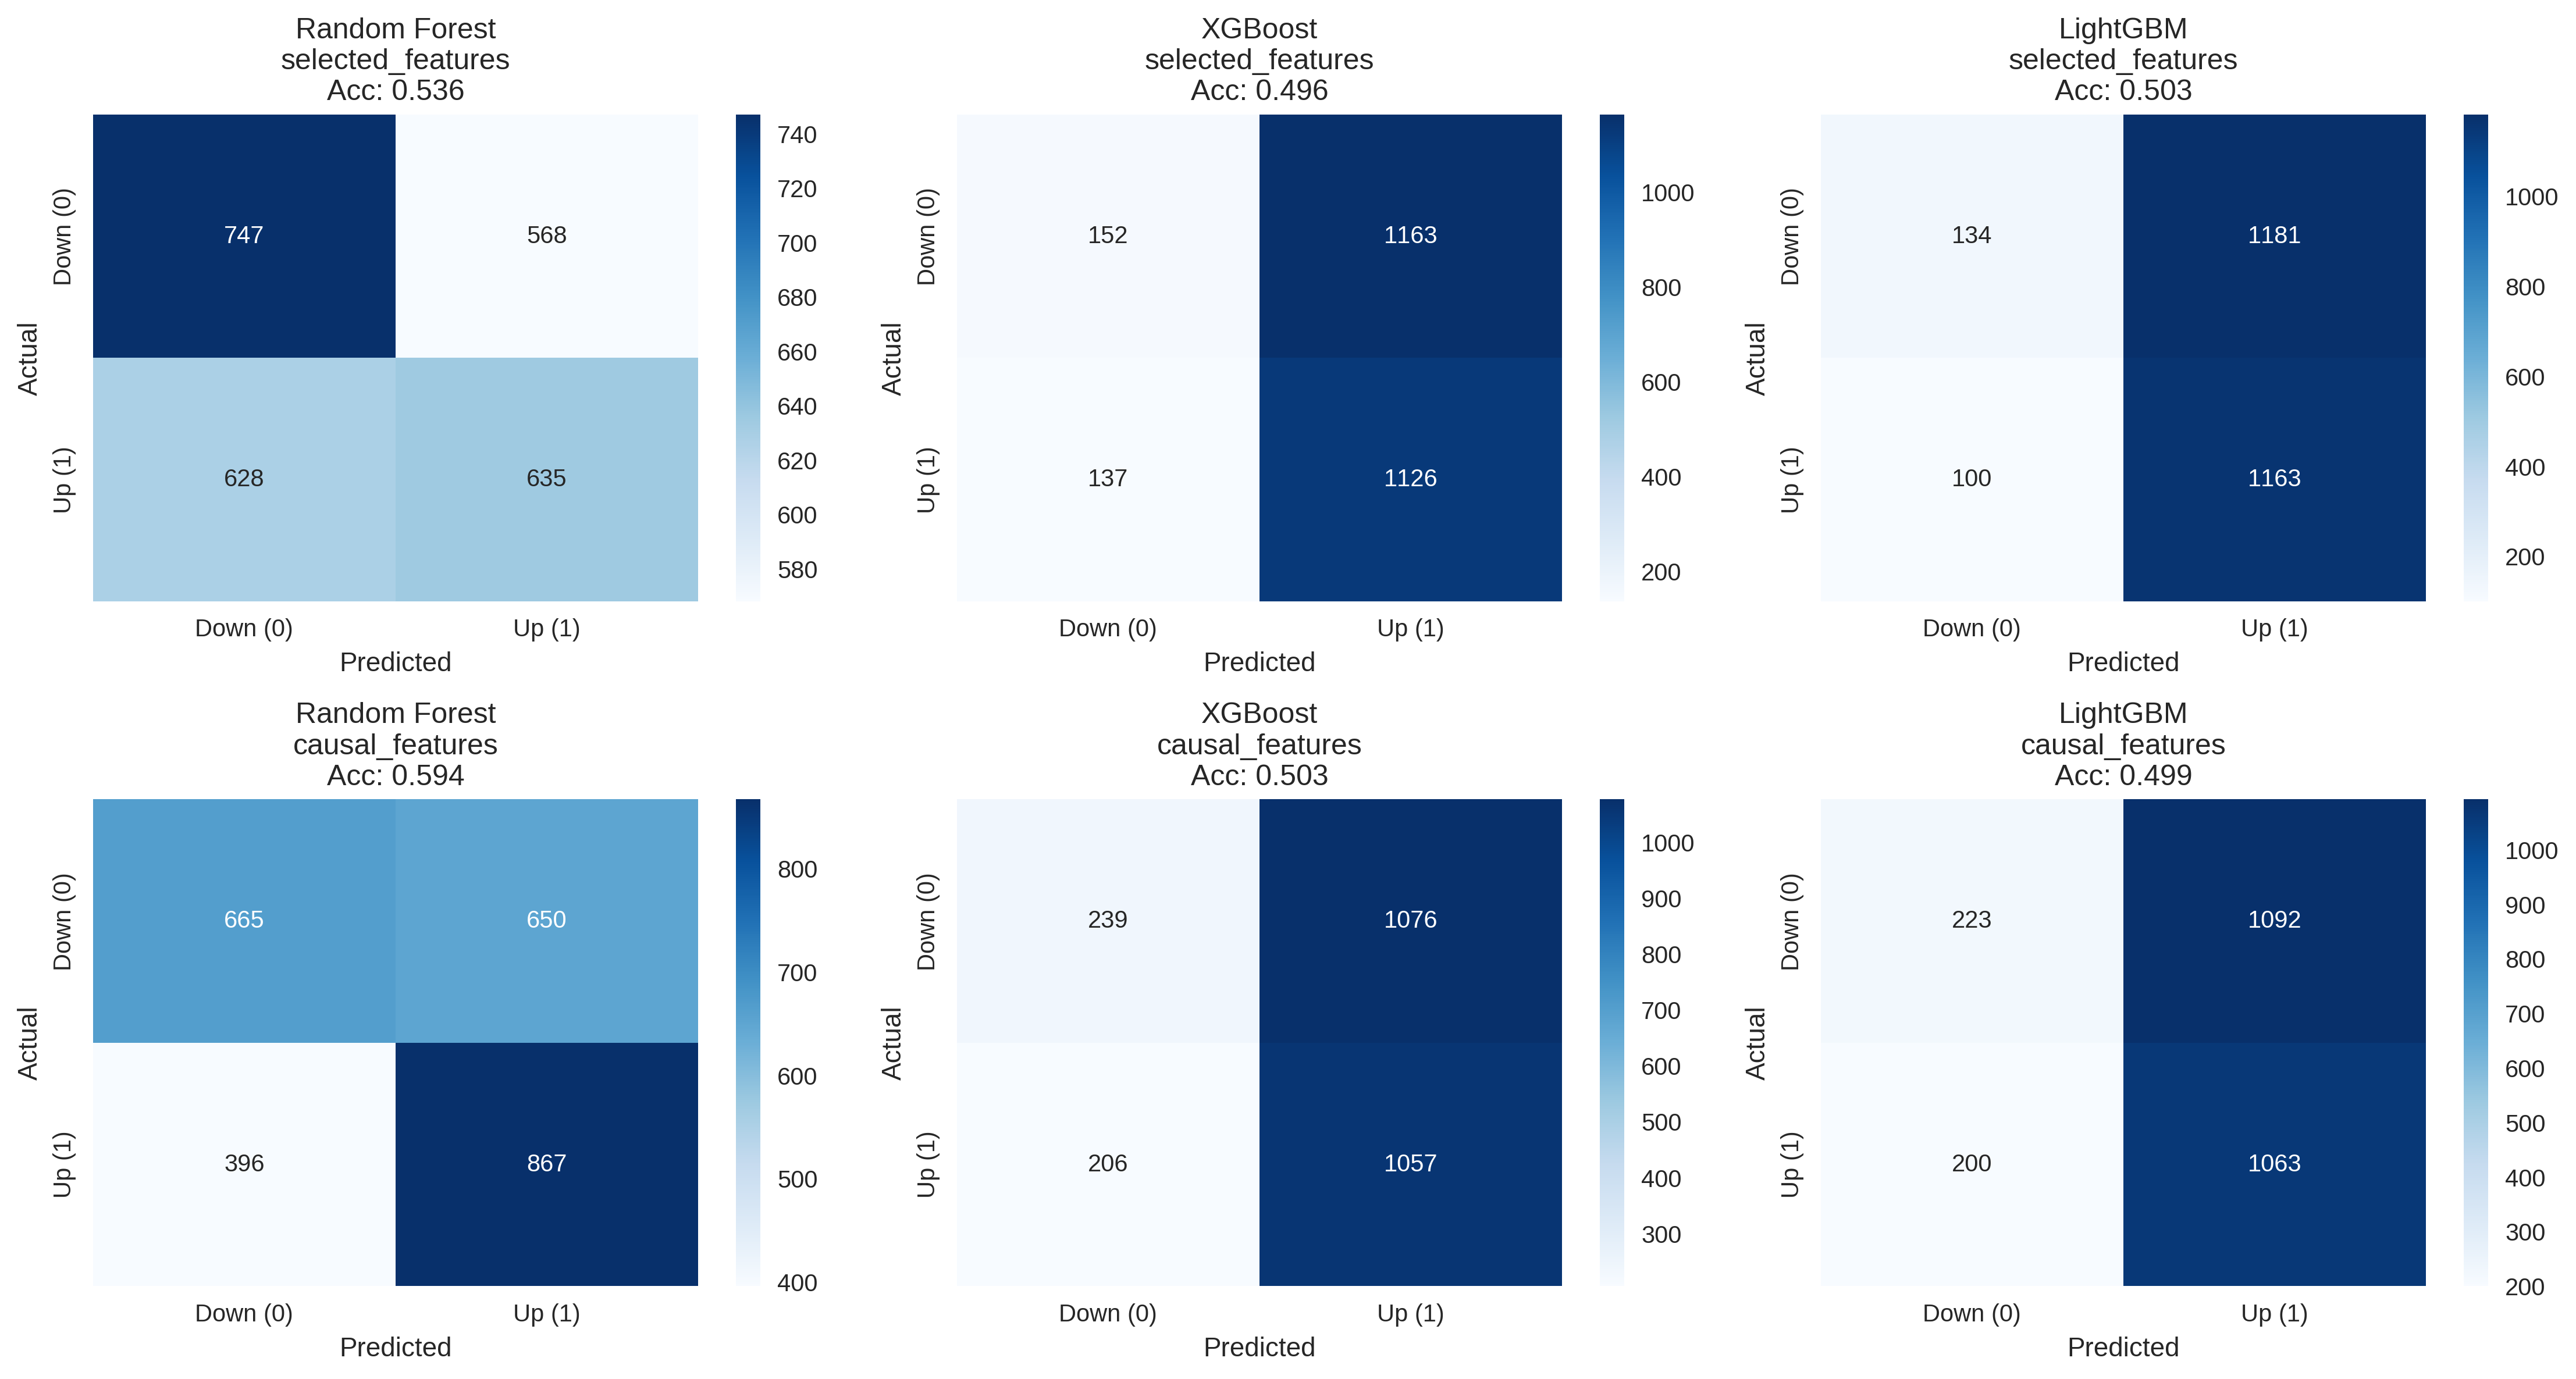 Random Forest
selected_features
Acc: 0.536
740
720
700
680
660
640
620
600
580
Actual
Down (0)
747
568
Up (1)
628
635
Down (0)
Up (1)
Predicted
XGBoost
selected_features
Acc: 0.496
1000
800
600
400
200
Actual
Down (0)
152
1163
Up (1)
137
1126
Down (0)
Up (1)
Predicted
LightGBM
selected_features
Acc: 0.503
1000
800
600
400
200
Actual
Down (0)
134
1181
Up (1)
100
1163
Down (0)
Up (1)
Predicted
Random Forest
causal_features
Acc: 0.594
800
700
600
500
400
Actual
Down (0)
665
650
Up (1)
396
867
Down (0)
Up (1)
Predicted
XGBoost
causal_features
Acc: 0.503
1000
900
800
700
600
500
400
300
Actual
Down (0)
239
1076
Up (1)
206
1057
Down (0)
Up (1)
Predicted
LightGBM
causal_features
Acc: 0.499
1000
900
800
700
600
500
400
300
200
Actual
Down (0)
223
1092
Up (1)
200
1063
Down (0)
Up (1)
Predicted